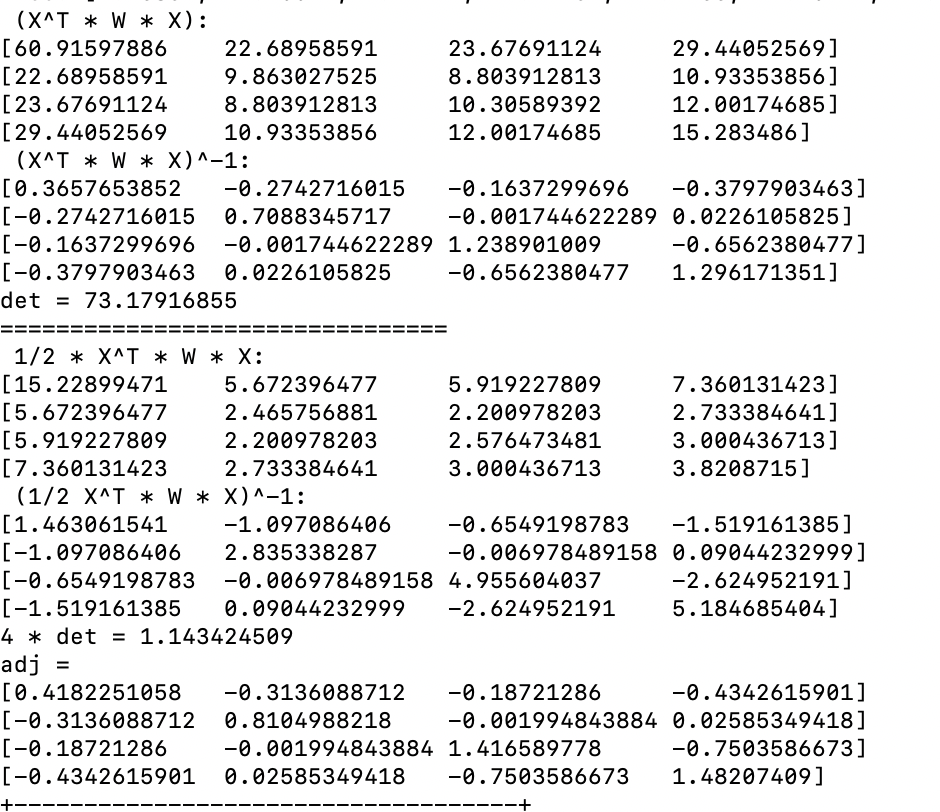 (X^T * W * X):
[60.91597886 22.68958591 23.67691124 29.44052569]
[22.68958591 9.863027525 8.803912813 10.93353856]
[23.67691124 8.803912813 10.30589392 12.00174685]
[29.44052569 10.93353856 12.00174685 15.283486]
(X^T * W * X)^-1:
[0.3657653852 -0.2742716015 -0.1637299696 -0.3797903463]
[-0.2742716015 0.7088345717 -0.001744622289 0.0226105825]
[-0.1637299696 -0.001744622289 1.238901009 -0.6562380477]
[-0.3797903463 0.0226105825 -0.6562380477 1.296171351]
det = 73.17916855
================================
1/2 * X^T * W * X:
[15.22899471 5.672396477 5.919227809 7.360131423]
[5.672396477 2.465756881 2.200978203 2.733384641]
[5.919227809 2.200978203 2.576473481 3.000436713]
[7.360131423 2.733384641 3.000436713 3.8208715]
(1/2 X^T * W * X)^-1:
[1.463061541 -1.097086406 -0.6549198783 -1.519161385]
[-1.097086406 2.835338287 -0.006978489158 0.09044232999]
[-0.6549198783 -0.006978489158 4.955604037 -2.624952191]
[-1.519161385 0.09044232999 -2.624952191 5.184685404]
4 * det = 1.143424509
adj =
[0.4182251058 -0.3136088712 -0.18721286 -0.4342615901]
[-0.3136088712 0.8104988218 -0.001994843884 0.02585349418]
[-0.18721286 -0.001994843884 1.416589778 -0.7503586673]
[-0.4342615901 0.02585349418 -0.7503586673 1.48207409]
+------------------------------------+